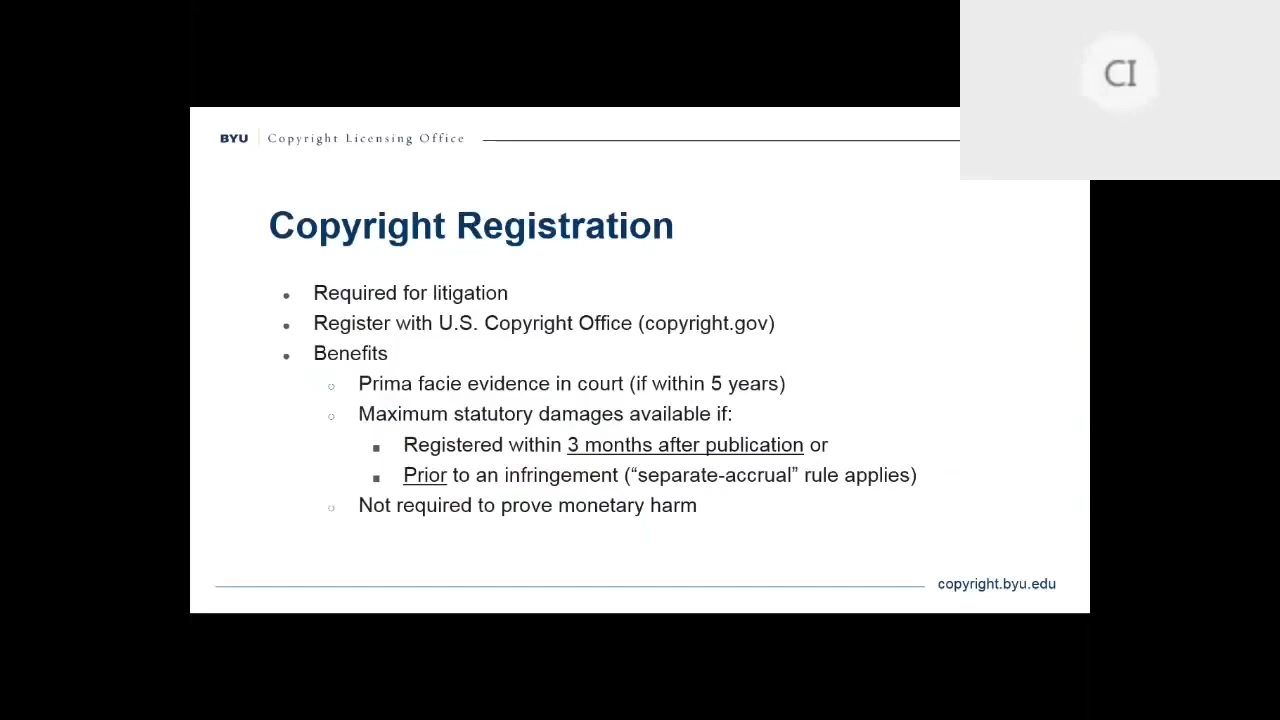 CI
BYU | Copyright Licensing Office
Copyright Registration
• Required for litigation
• Register with U.S. Copyright Office (copyright.gov)
• Benefits
○ Prima facie evidence in court (if within 5 years)
○ Maximum statutory damages available if:
■ Registered within 3 months after publication or
■ Prior to an infringement (“separate-accrual” rule applies)
○ Not required to prove monetary harm
copyright.byu.edu